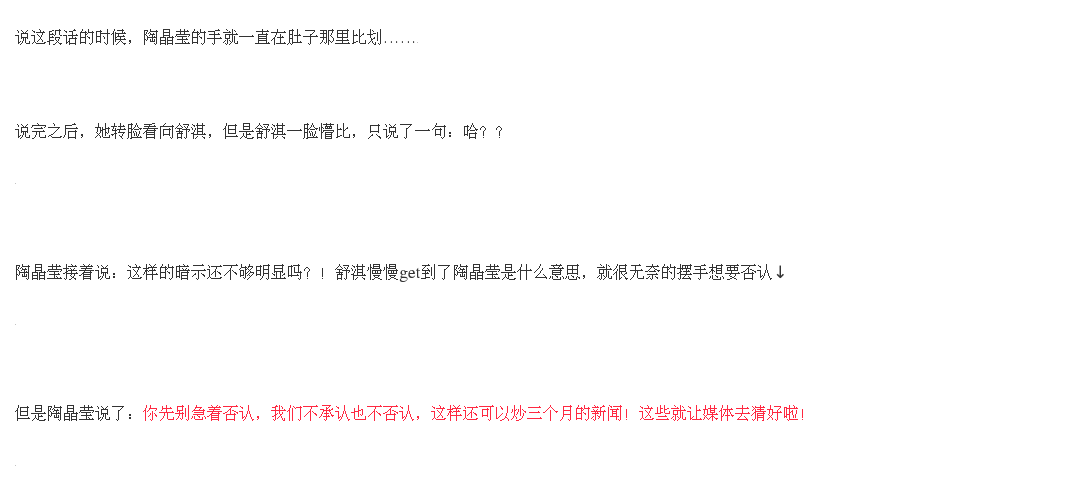 说这段话的时候，陶晶莹的手就一直在肚子那里比划……
说完之后，她转脸看向舒淇，但是舒淇一脸懵比，只说了一句：哈？？
陶晶莹接着说：这样的暗示还不够明显吗？！舒淇慢慢get到了陶晶莹是什么意思，就很无奈的摆手想要否认↓
但是陶晶莹说了：你先别急着否认，我们不承认也不否认，这样还可以炒三个月的新闻！这些就让媒体去猜好啦！